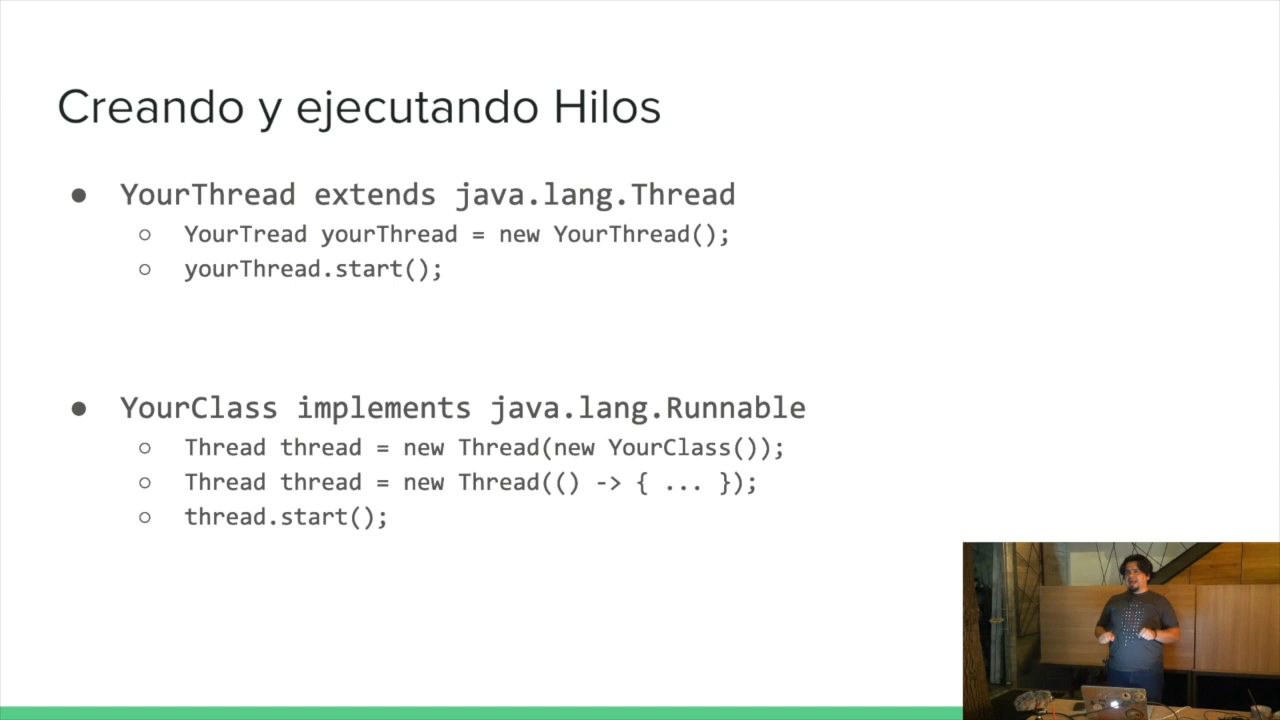 Creando y ejecutando Hilos
● YourThread extends java.lang.Thread
○ YourTread yourThread = new YourThread();
○ yourThread.start();
● YourClass implements java.lang.Runnable
○ Thread thread = new Thread(new YourClass());
○ Thread thread = new Thread(() -> { ... });
○ thread.start();